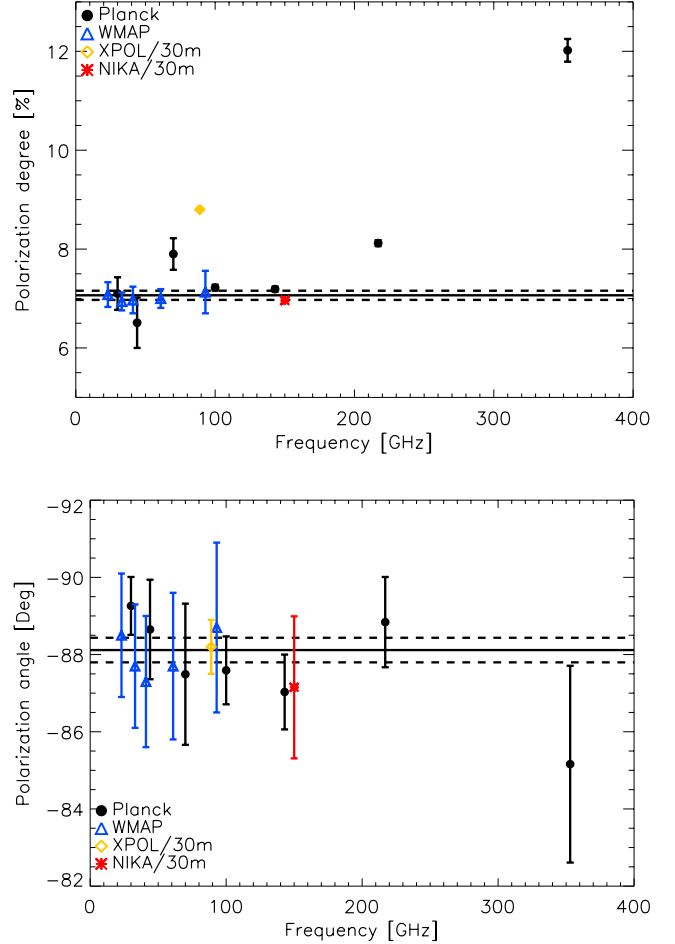 Planck
WMAP
XPOL/30m
NIKA/30m
12
10
8
6
Polarization degree [%]
0 100 200 300 400
Frequency [GHz]
-92
-90
-88
-86
-84
-82
Polarization angle [Deg]
Planck
WMAP
XPOL/30m
NIKA/30m
0 100 200 300 400
Frequency [GHz]